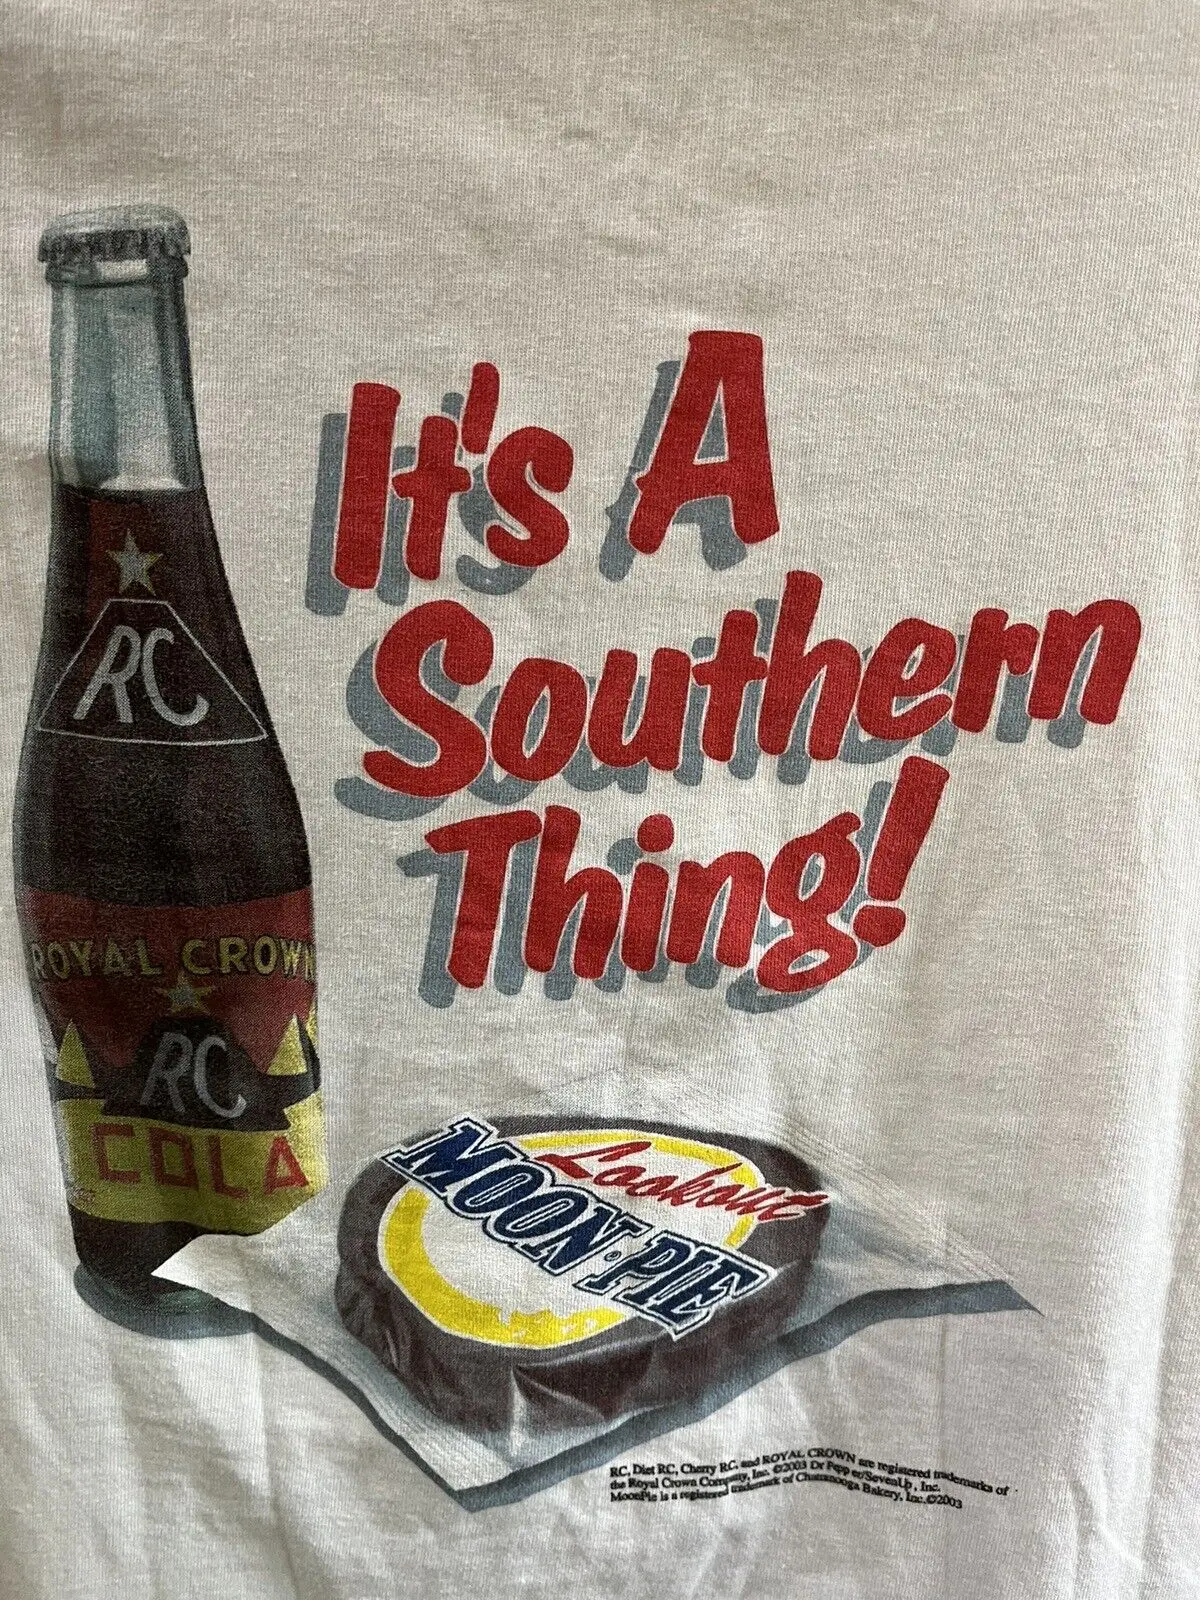 It's A
Southern
Thing!
RC
ROYAL CROWN
RC
COLA
Lookout
MOON·PIE
RC, Diet RC, Cherry RC, and ROYAL CROWN are registered trademarks of
the Royal Crown Company, Inc. ©2003 Dr Pepper/SevenUp, Inc.
MoonPie is a registered trademark of Chattanooga Bakery, Inc. ©2003